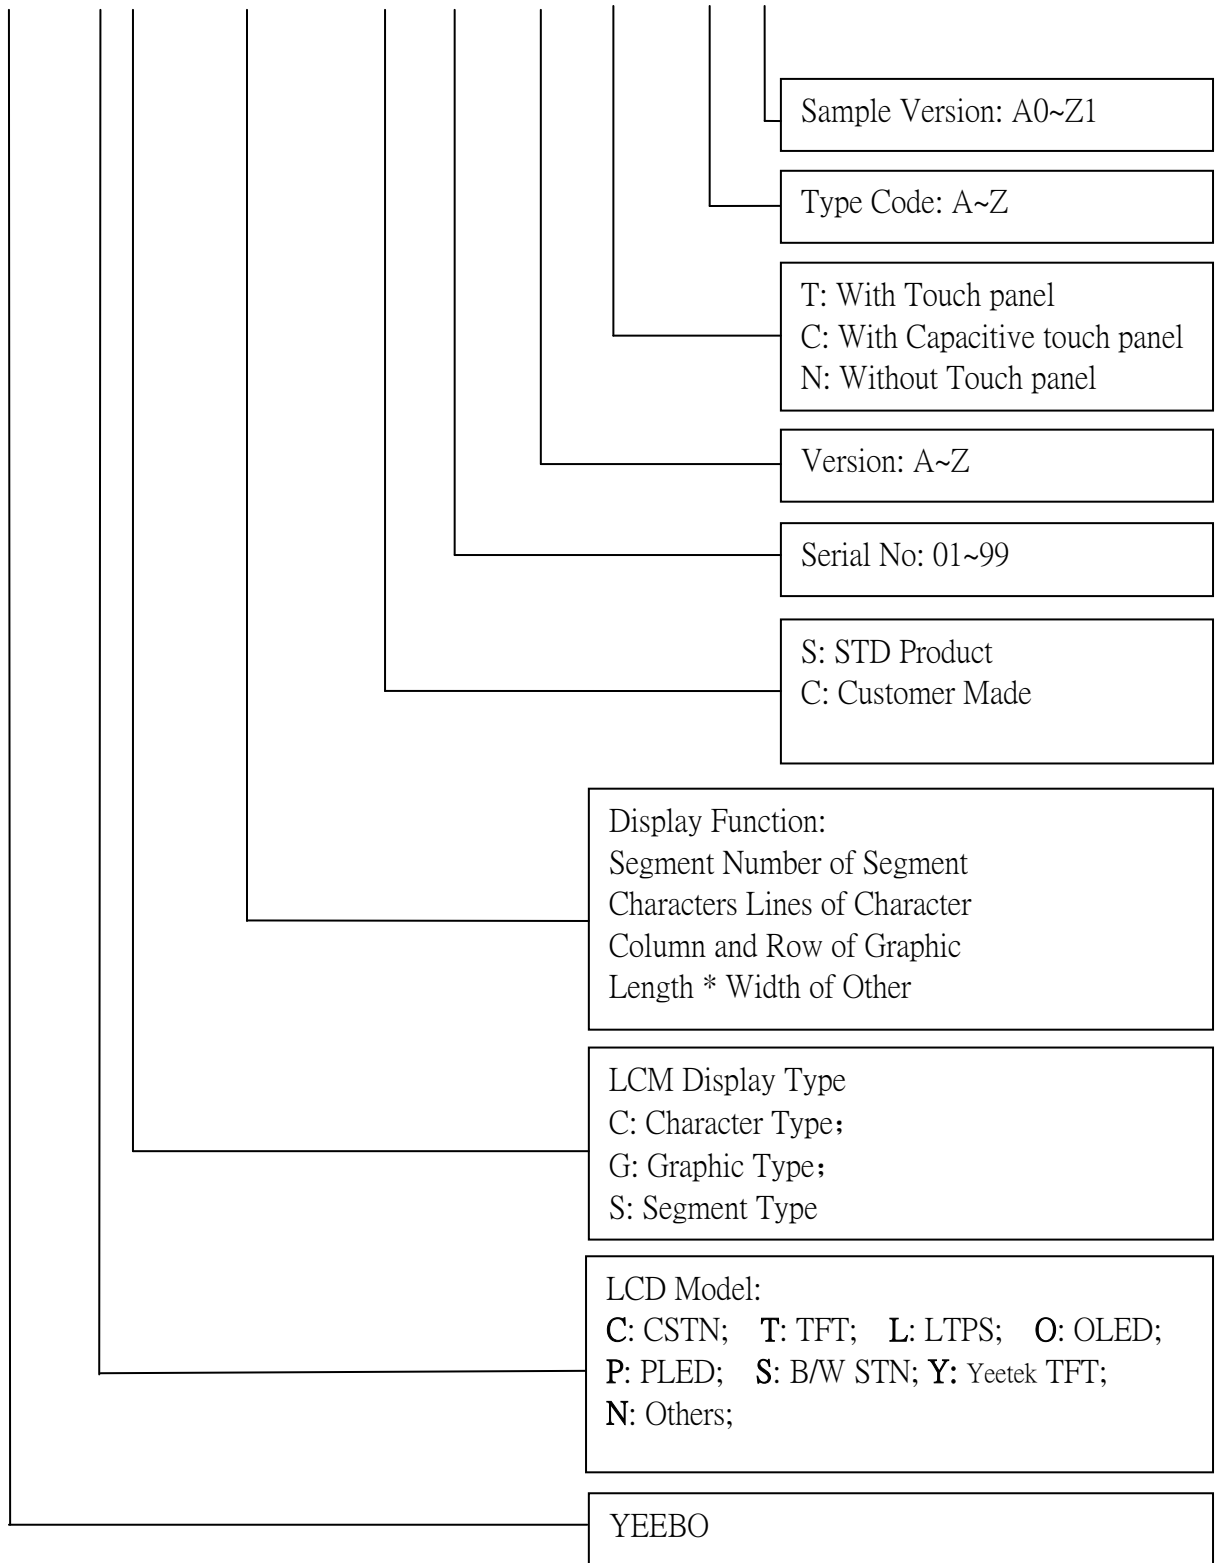 Sample Version: A0~Z1
Type Code: A~Z
T: With Touch panel
C: With Capacitive touch panel
N: Without Touch panel
Version: A~Z
Serial No: 01~99
S: STD Product
C: Customer Made
Display Function:
Segment Number of Segment
Characters Lines of Character
Column and Row of Graphic
Length * Width of Other
LCM Display Type
C: Character Type；
G: Graphic Type；
S: Segment Type
LCD Model:
C: CSTN; T: TFT; L: LTPS; O: OLED;
P: PLED; S: B/W STN; Y: Yeetek TFT;
N: Others;
YEEBO